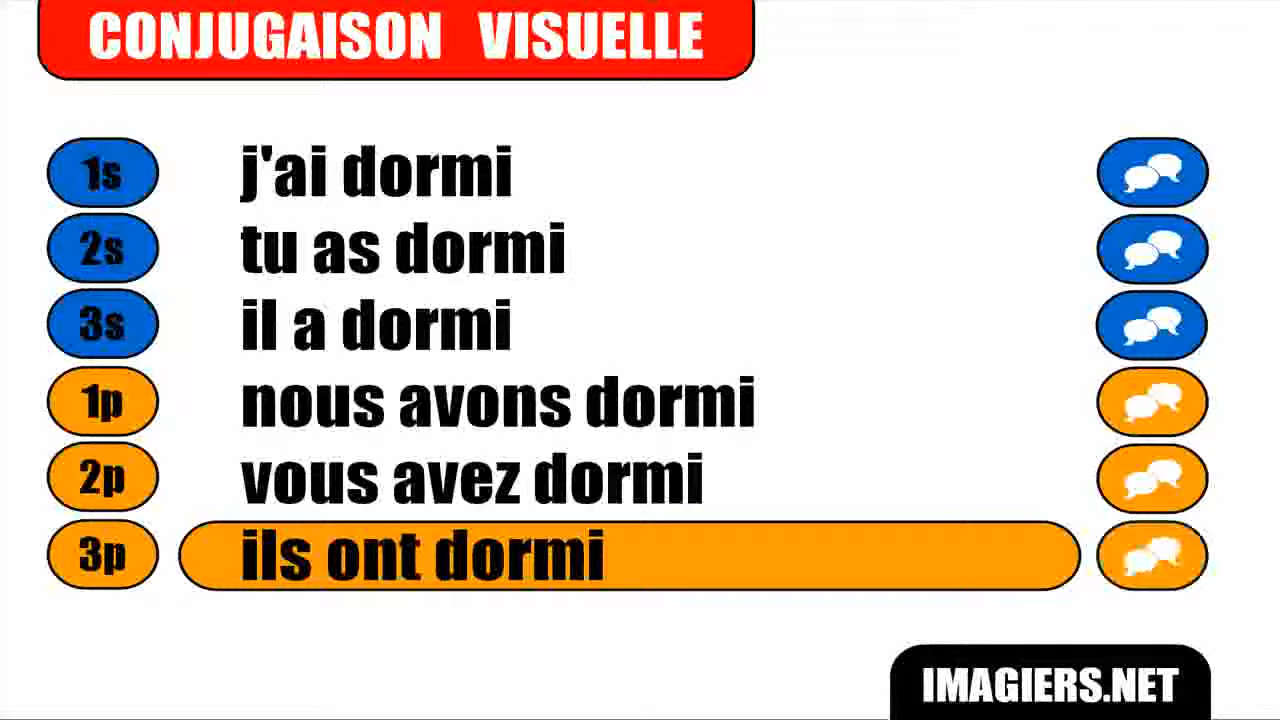 CONJUGAISON VISUELLE
1s j'ai dormi
2s tu as dormi
3s il a dormi
1p nous avons dormi
2p vous avez dormi
3p ils ont dormi
IMAGIERS.NET